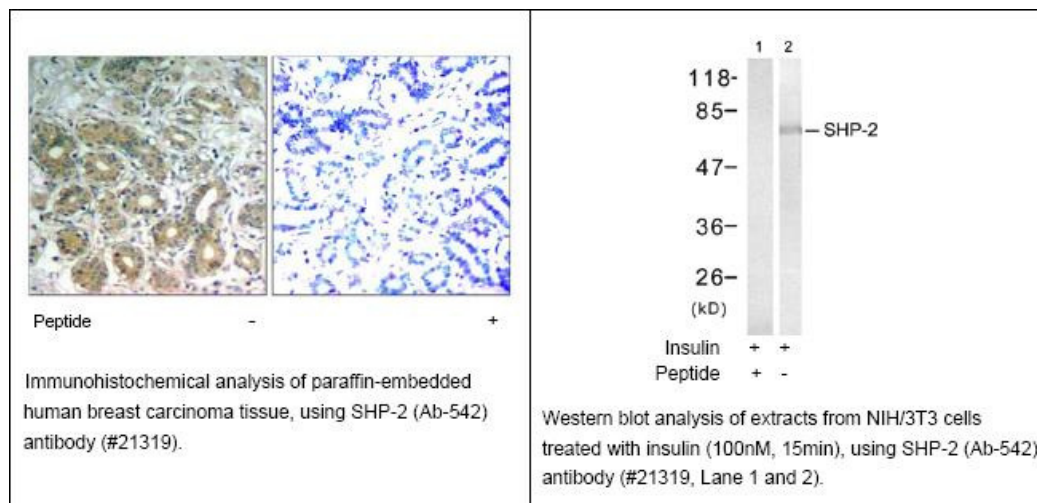 Peptide - +
Immunohistochemical analysis of paraffin-embedded
human breast carcinoma tissue, using SHP-2 (Ab-542)
antibody (#21319).
1 2
118-
85-
SHP-2
47-
36-
26-
(kD)
Insulin + +
Peptide + -
Western blot analysis of extracts from NIH/3T3 cells
treated with insulin (100nM, 15min), using SHP-2 (Ab-542)
antibody (#21319, Lane 1 and 2).